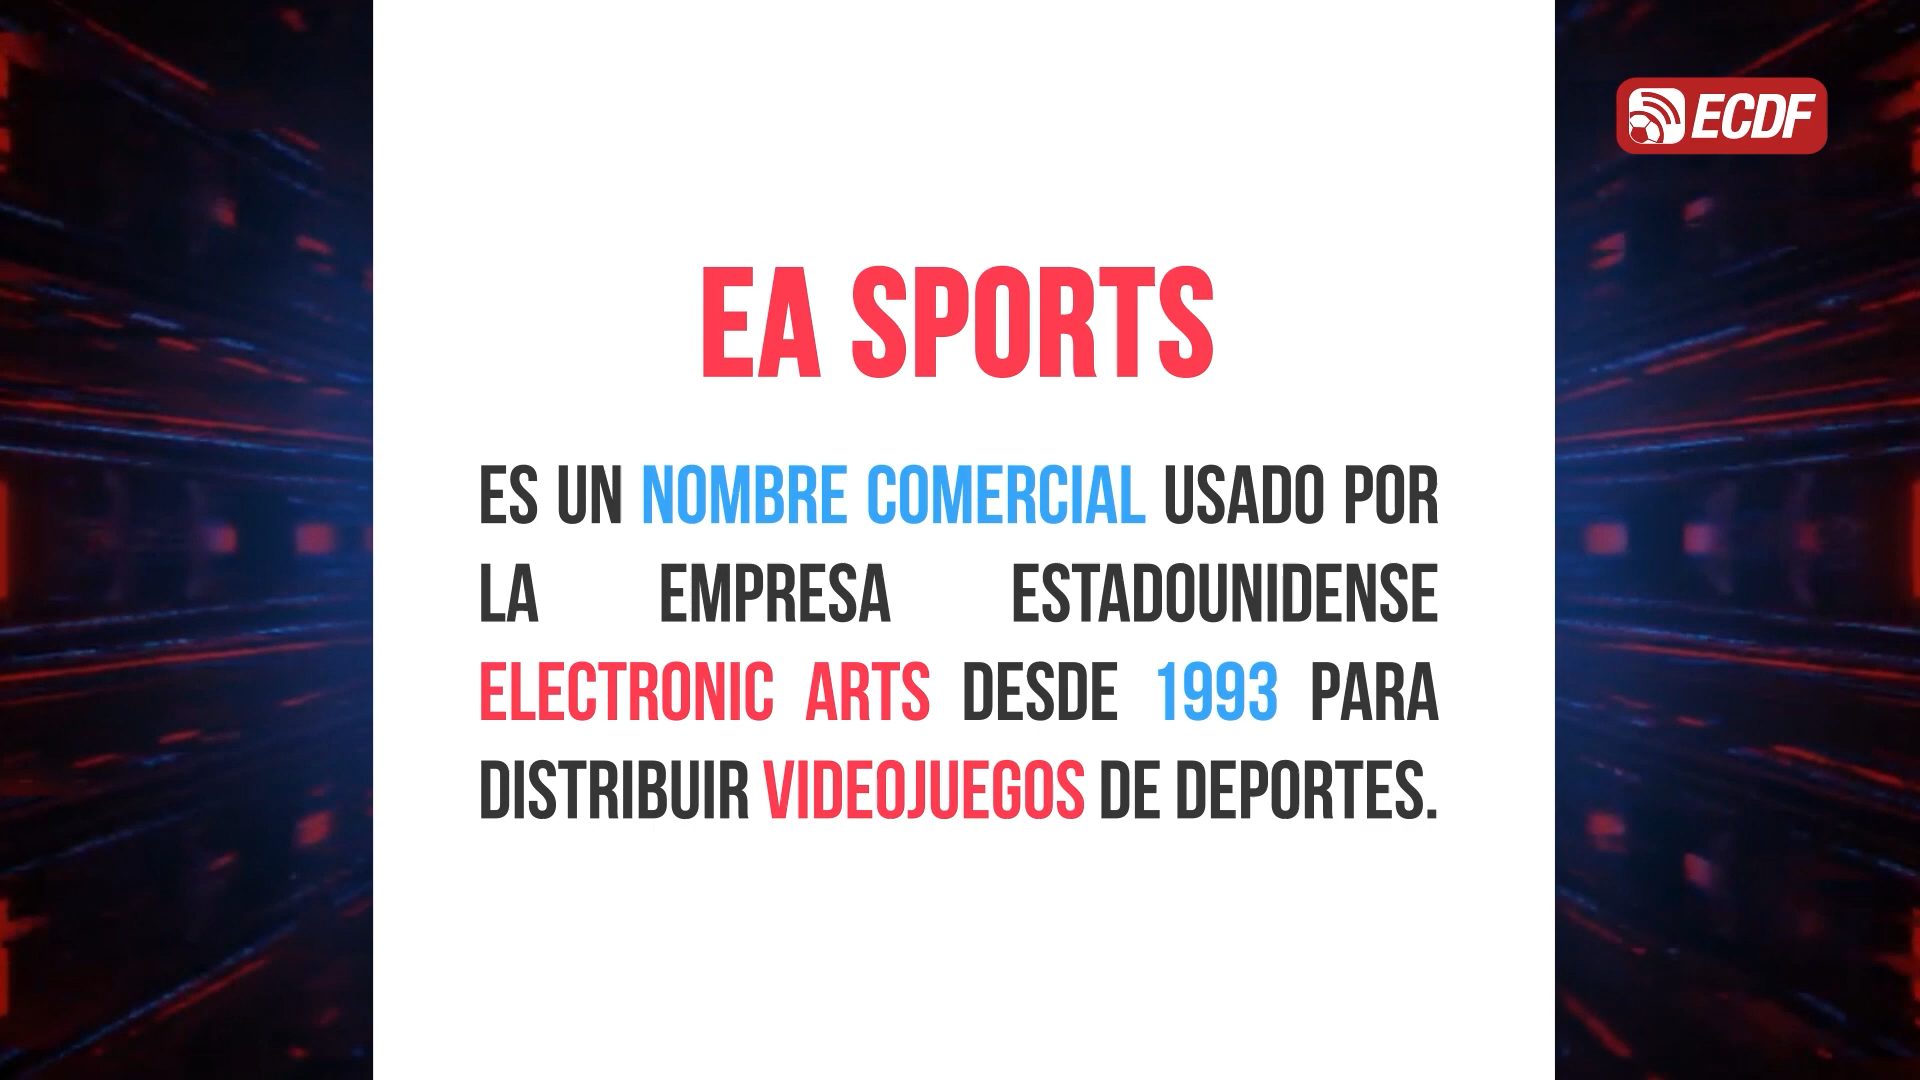 ECDF
EA SPORTS
ES UN NOMBRE COMERCIAL USADO POR
LA EMPRESA ESTADOUNIDENSE
ELECTRONIC ARTS DESDE 1993 PARA
DISTRIBUIR VIDEOJUEGOS DE DEPORTES.